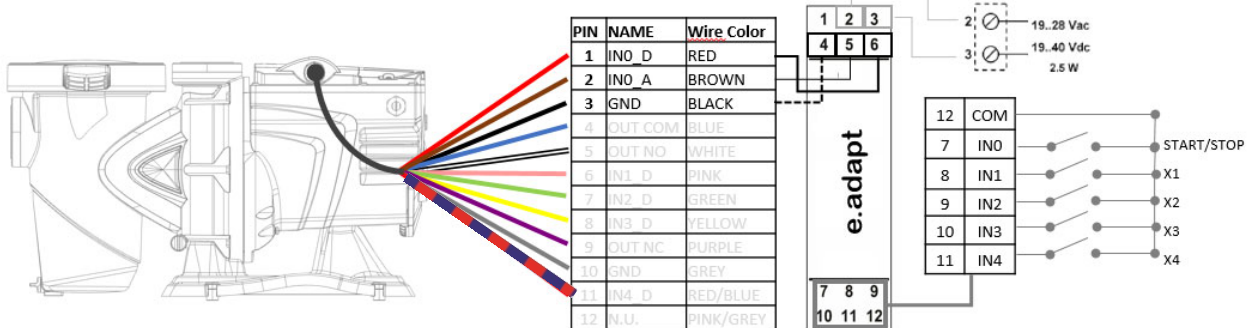 PIN NAME Wire Color
1 IN0_D RED
2 IN0_A BROWN
3 GND BLACK
4 OUT COM BLUE
5 OUT NO WHITE
6 IN1_D PINK
7 IN2_D GREEN
8 IN3_D YELLOW
9 OUT NC PURPLE
10 GND GREY
11 IN4_D RED/BLUE
12 N.U. PINK/GREY
1 2 3
4 5 6
e.adapt
7 8 9
10 11 12
2
3
19..28 Vac
19..40 Vdc
2.5 W
12 COM
7 IN0 START/STOP
8 IN1 X1
9 IN2 X2
10 IN3 X3
11 IN4 X4